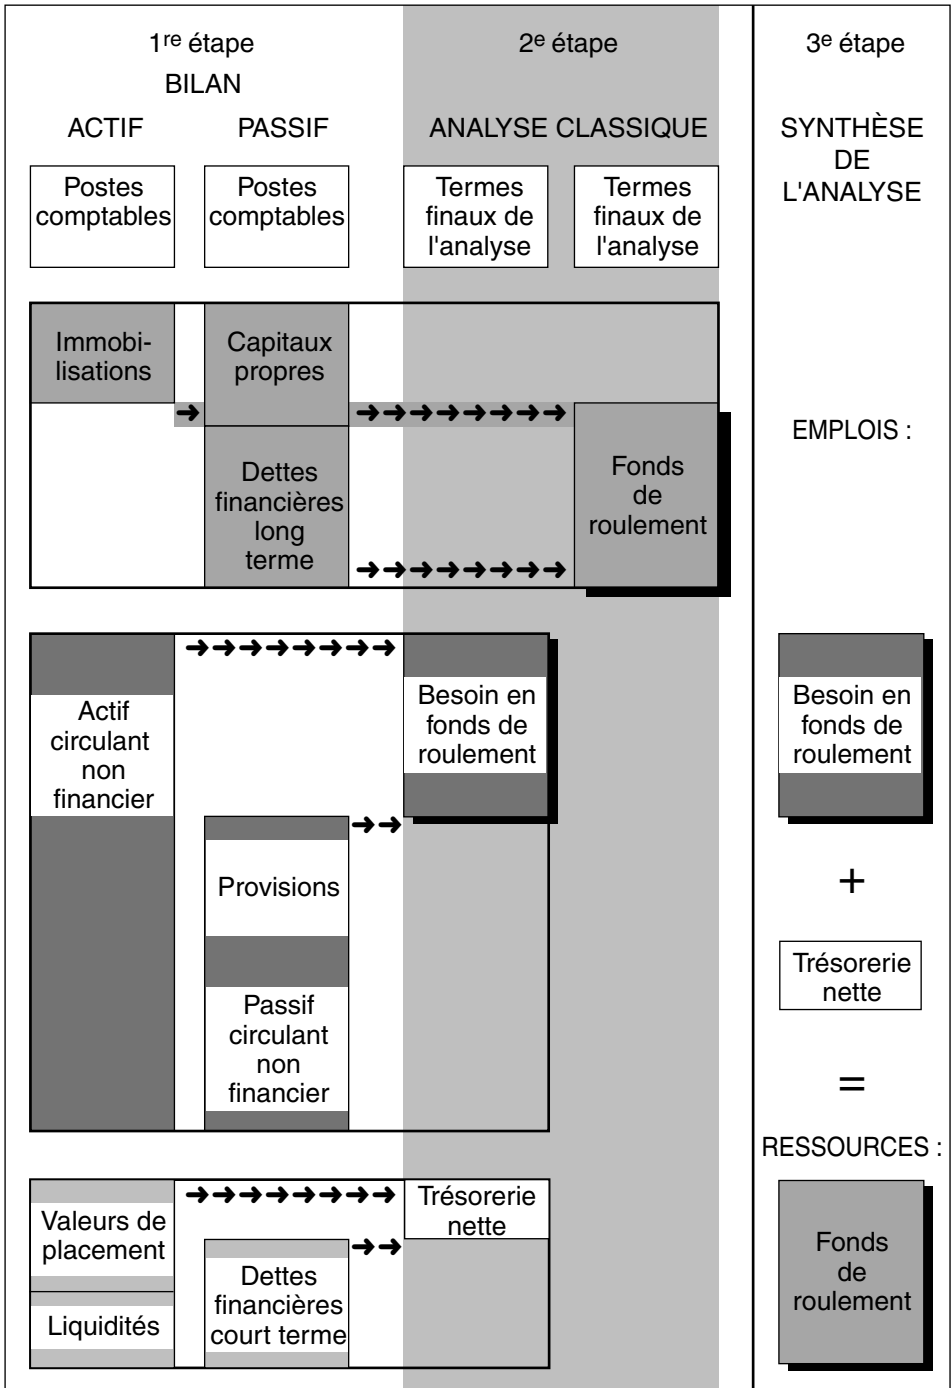 1re étape
2e étape
3e étape
BILAN
ACTIF
PASSIF
ANALYSE CLASSIQUE
SYNTHÈSE
DE
L'ANALYSE
Postes
comptables
Postes
comptables
Termes
finaux de
l'analyse
Termes
finaux de
l'analyse
Immobi-
lisations
Capitaux
propres
EMPLOIS :
Dettes
financières
long
terme
Fonds
de
roulement
Actif
circulant
non
financier
Besoin en
fonds de
roulement
Besoin en
fonds de
roulement
Provisions
+
Passif
circulant
non
financier
Trésorerie
nette
=
RESSOURCES :
Valeurs de
placement
Liquidités
Dettes
financières
court terme
Trésorerie
nette
Fonds
de
roulement